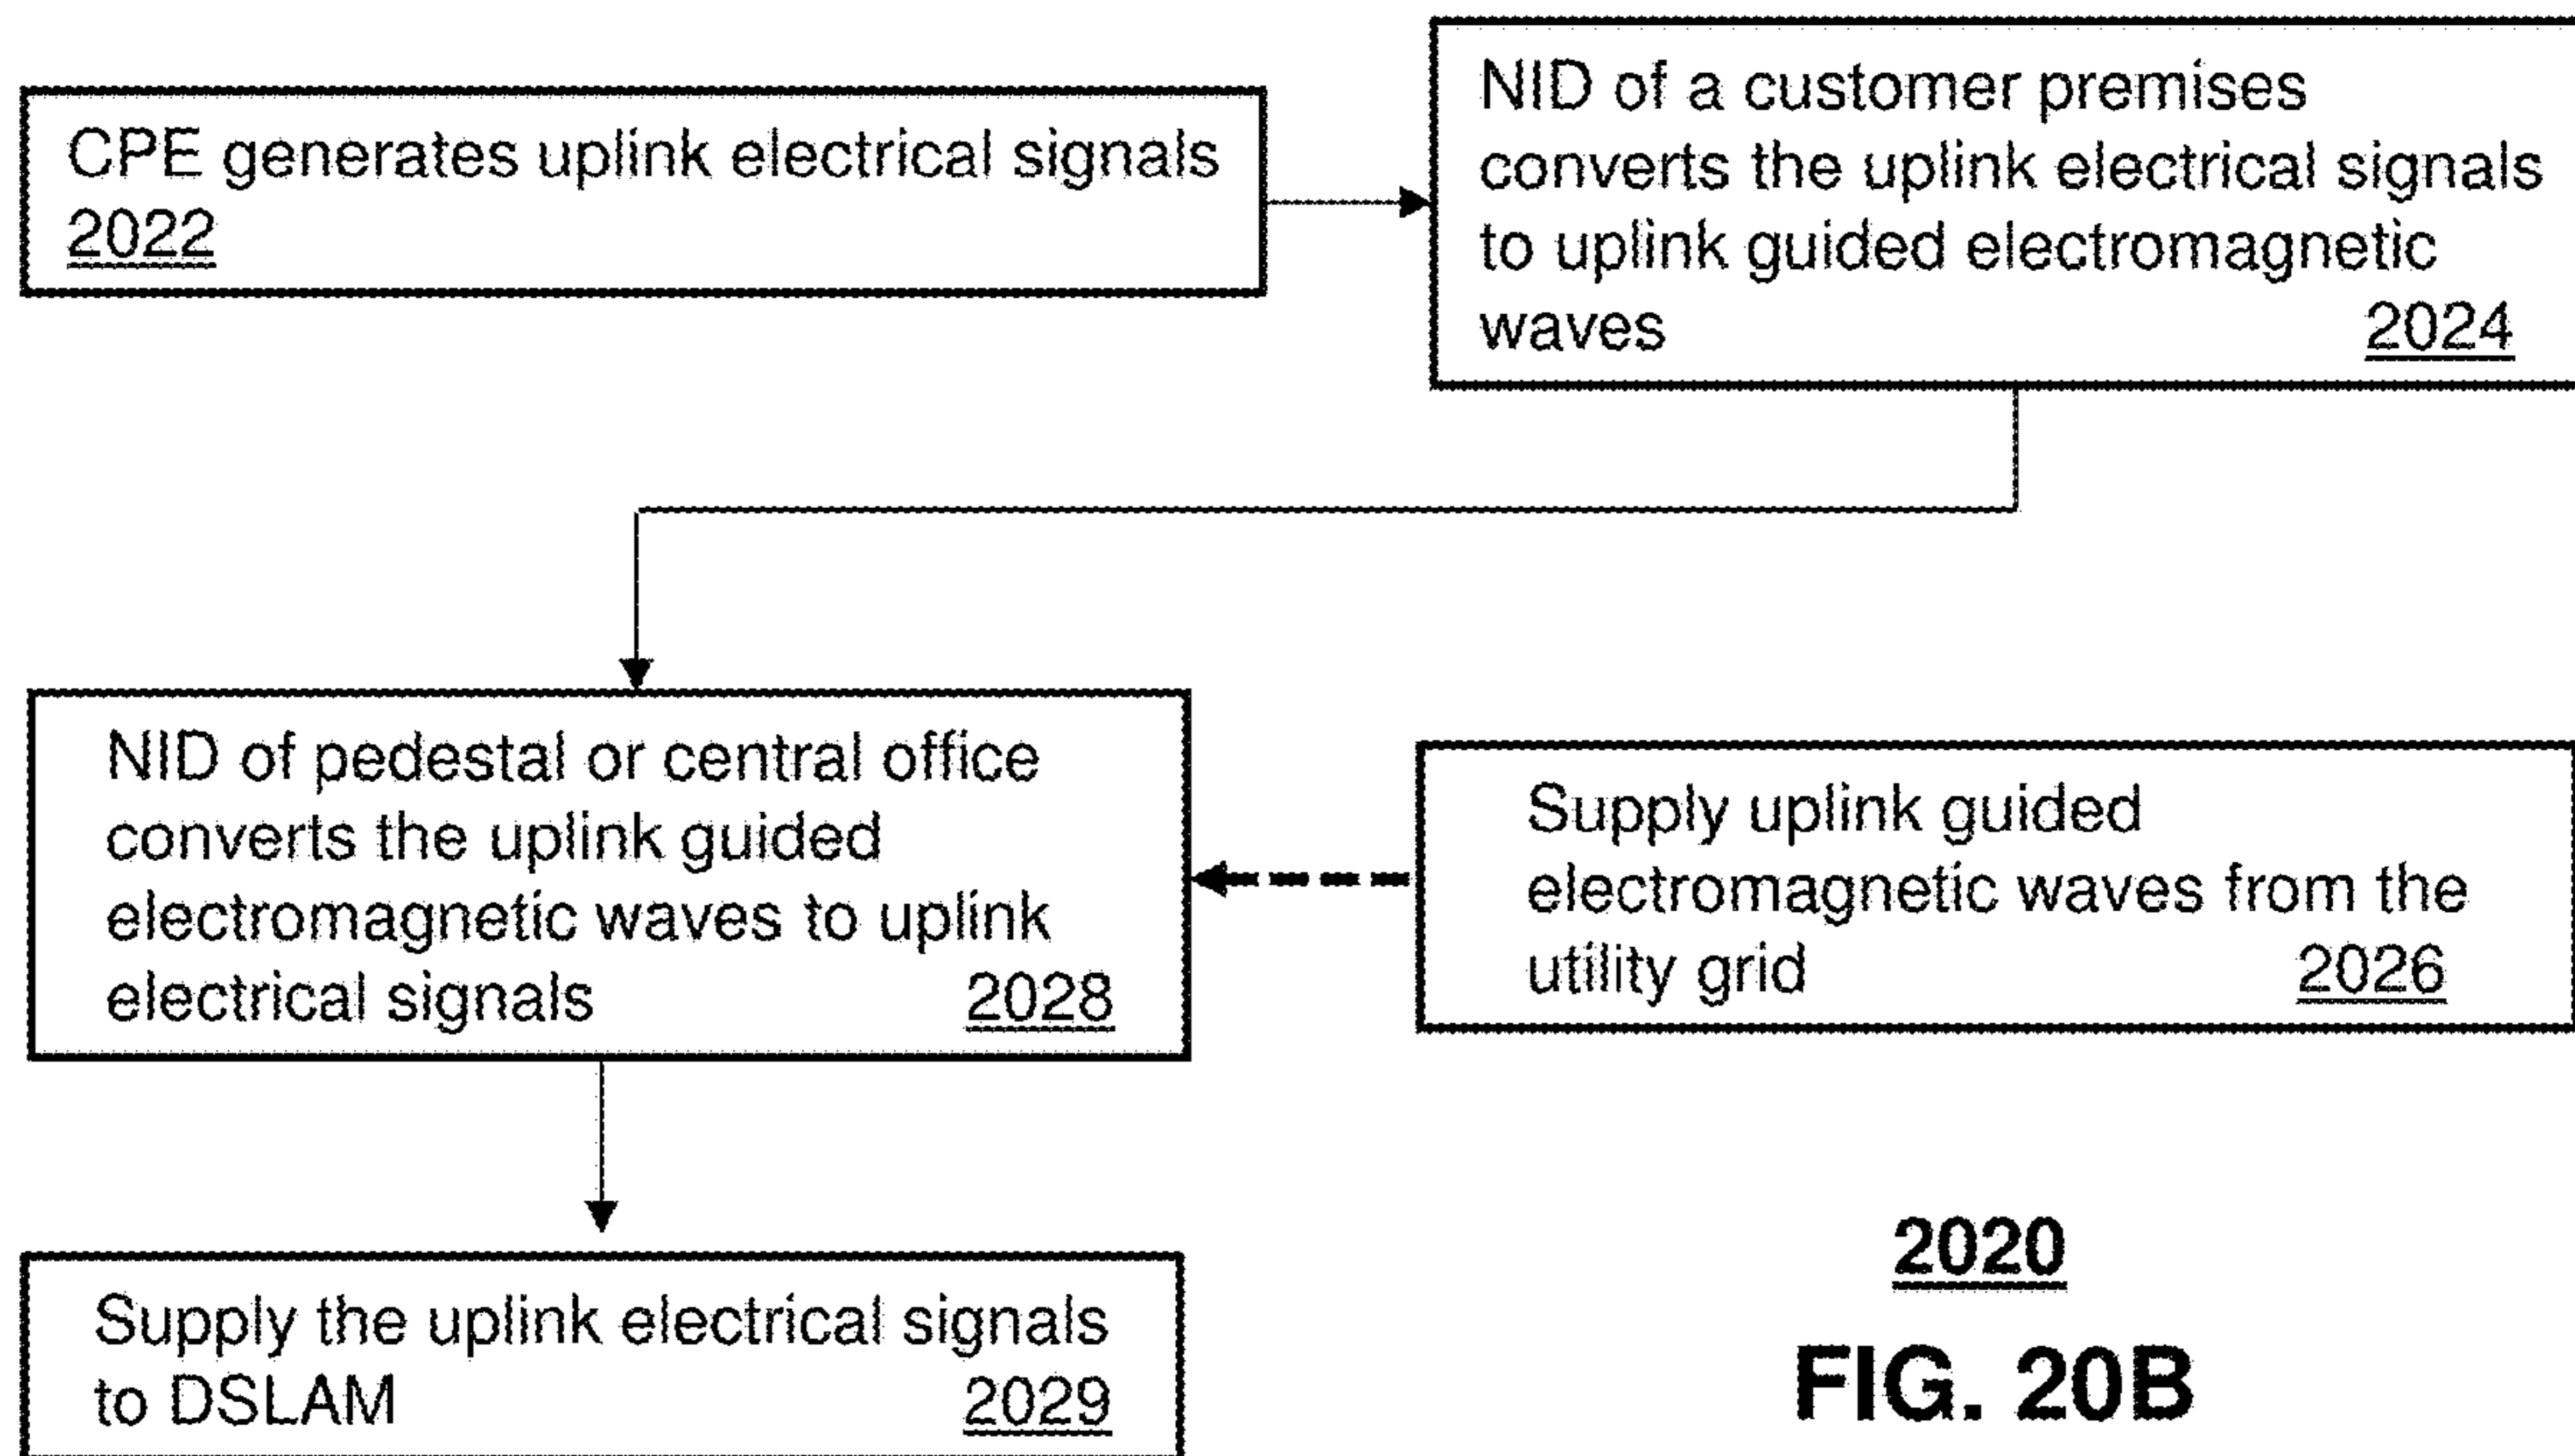 CPE generates uplink electrical signals
2022
NID of a customer premises
converts the uplink electrical signals
to uplink guided electromagnetic
waves 2024
NID of pedestal or central office
converts the uplink guided
electromagnetic waves to uplink
electrical signals 2028
Supply uplink guided
electromagnetic waves from the
utility grid 2026
Supply the uplink electrical signals
to DSLAM 2029
2020
FIG. 20B